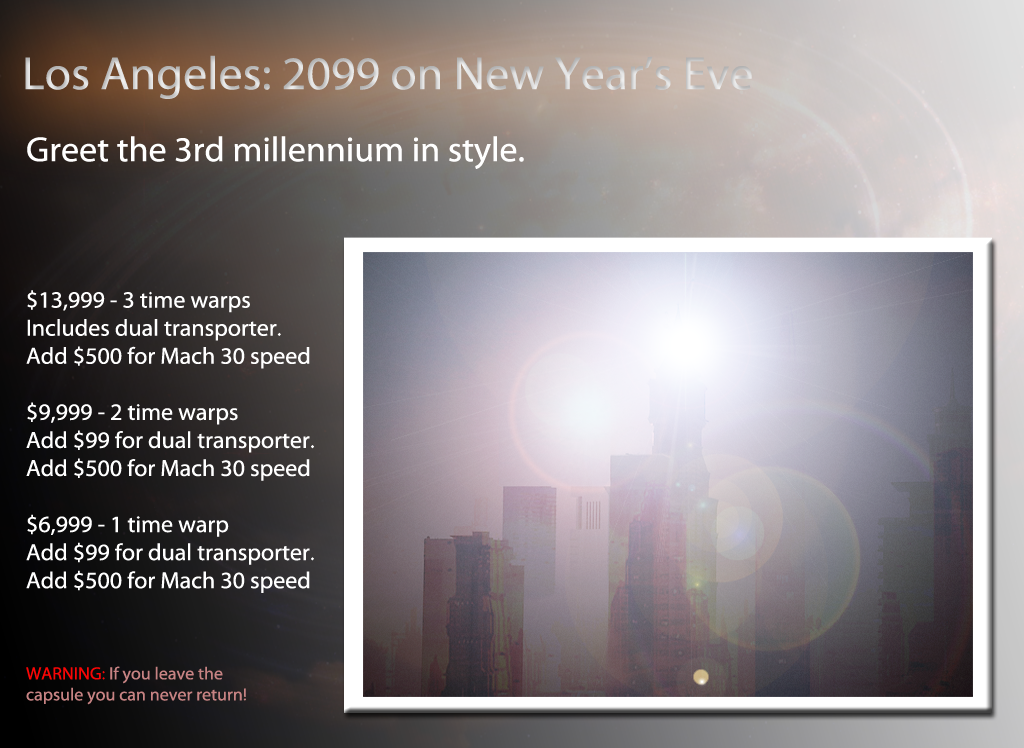 Los Angeles: 2099 on New Year's Eve
Greet the 3rd millennium in style.
$13,999 - 3 time warps
Includes dual transporter.
Add $500 for Mach 30 speed
$9,999 - 2 time warps
Add $99 for dual transporter.
Add $500 for Mach 30 speed
$6,999 - 1 time warp
Add $99 for dual transporter.
Add $500 for Mach 30 speed
WARNING: If you leave the
capsule you can never return!